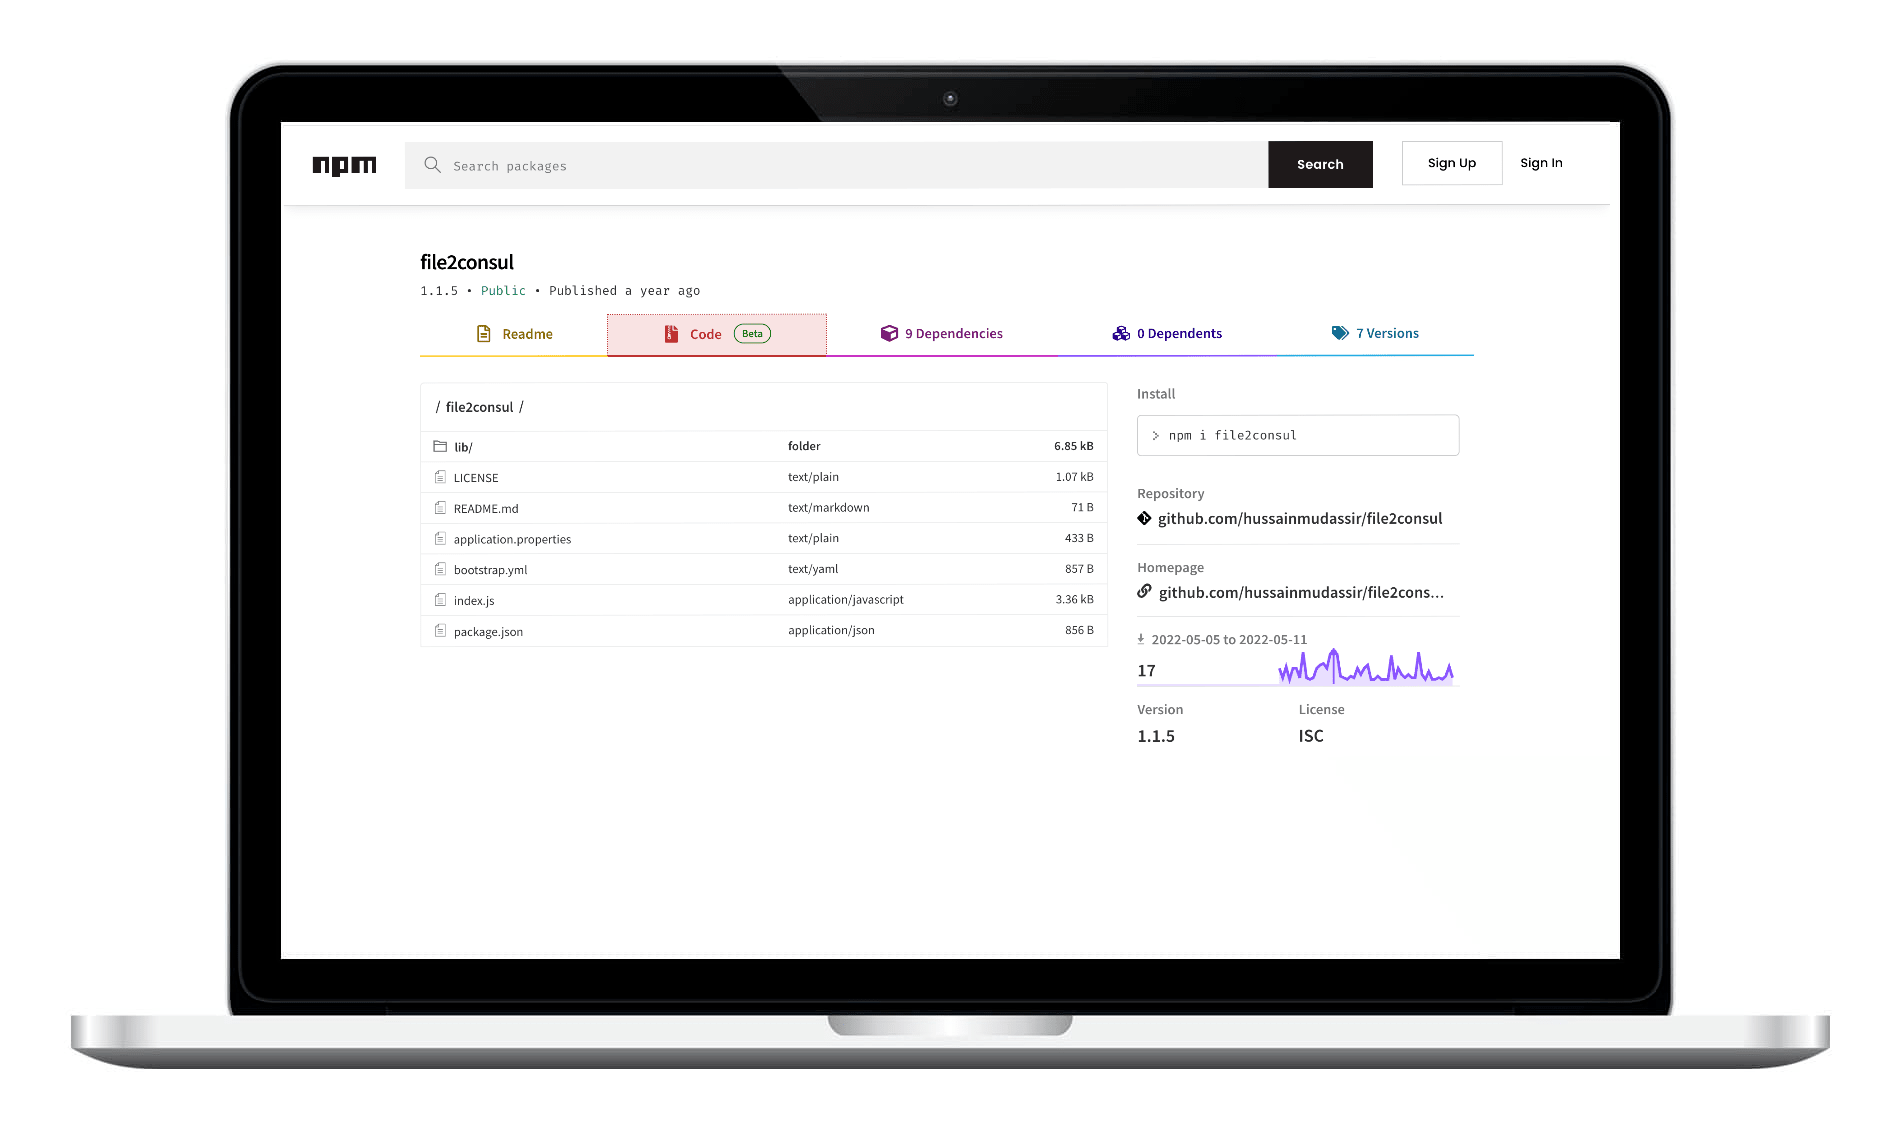 npm
Search packages
Search
Sign Up
Sign In
file2consul
1.1.5 • Public • Published a year ago
Readme
Code Beta
9 Dependencies
0 Dependents
7 Versions
/ file2consul /
lib/ folder 6.85 kB
LICENSE text/plain 1.07 kB
README.md text/markdown 71 B
application.properties text/plain 433 B
bootstrap.yml text/yaml 857 B
index.js application/javascript 3.36 kB
package.json application/json 856 B
Install
> npm i file2consul
Repository
github.com/hussainmudassir/file2consul
Homepage
github.com/hussainmudassir/file2cons...
2022-05-05 to 2022-05-11
17
Version
License
1.1.5
ISC